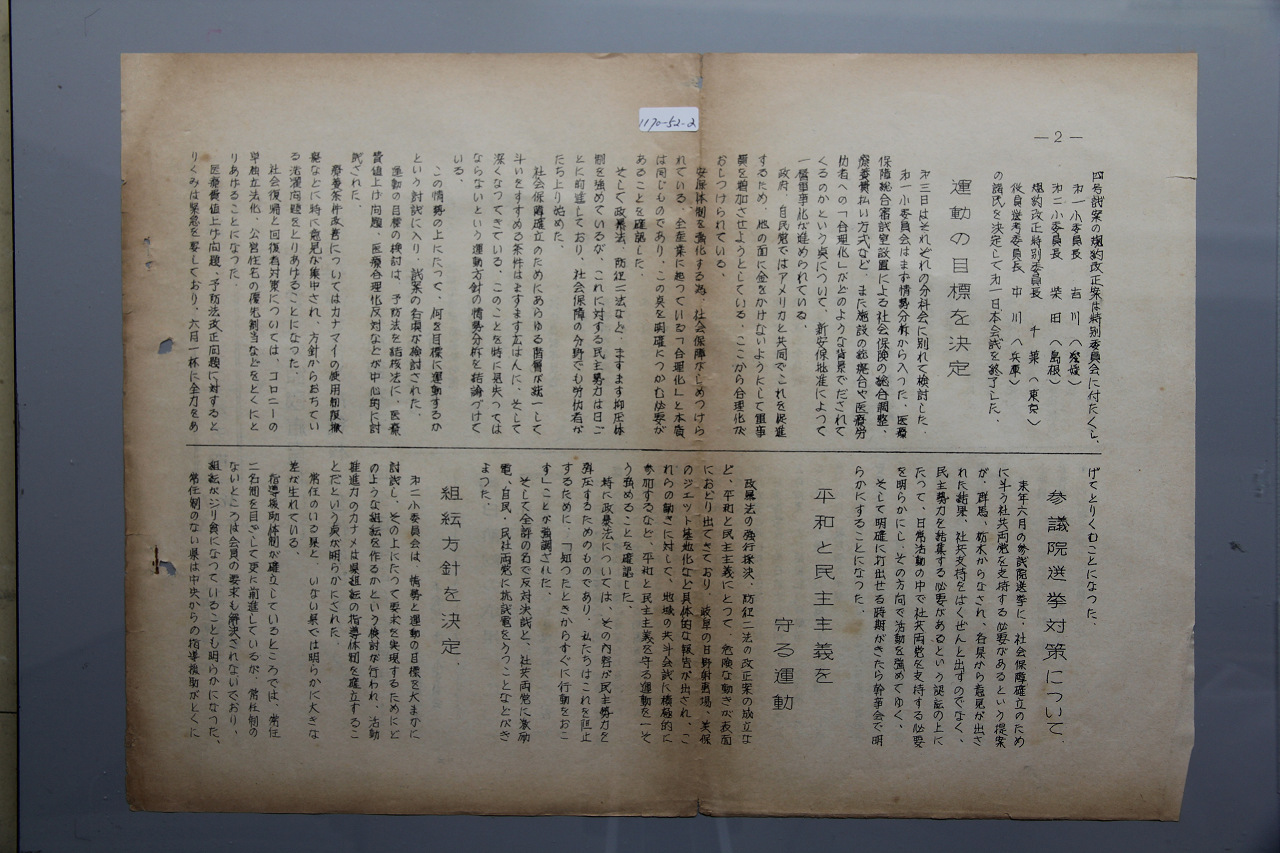 1170-52-2
—2—
四号試案の規約改正案は特別委員会に付たくし、
才一小委員長 吉川(愛媛)
才二小委員長 柴田(島根)
規約改正特別委員長 千葉(東京)
役員選考委員長 中川(兵庫)
の諸氏を決定して才一日本会議を終了した。
運動の目標を決定
才三日はそれぞれの分科会に別れて検討した。
才一小委員会はまず情勢分析から入った、医療
保障総合審議室設置による社会保険の総合調整、
療養費払い方式など、また施設の統廃合や医療労
働者への「合理化」がどのような背景でだされて
くるのかという点について、新安保批准によって
一層軍事化が進められている。
政府、自民党ではアメリカと共同でこれを促進
するため、他の面に金をかけないようにして軍事
費を増加させようとしている。ここから合理化が
おしつけられている。
安保体制を強化する為、社会保障がしめつけら
れている、全産業に起っている「合理化」と本質
は同じものであり、この点を明確につかむ必要が
あることを確認した。
そして政暴法、防犯二法など、ますます抑圧体
制を強めているが、これに対する民主勢力は日ご
とに前進しており、社会保障の分野でも労働者が
たち上り始めた。
社会保障確立のためにあらゆる階層が統一して
斗いをすすめる条件はますます広はんに、そして
深くなってきている。このことを時に見失っては
ならないという運動方針の情勢分析を結論づけて
いる。
この情勢の上にたって、何を目標に運動するか
という討議に入り、試案の各項が検討された。
運動の目標の検討は、予防法を結核法に、医療
費値上げ問題、医療合理化反対などが中心的に討
議された。
療養条件改善についてはカナマイの使用制限撤
廃などに特に意見が集中され、方針からおちてい
る活濯問題をとりあげることになった。
社会復帰と回復者対策については、コロニーの
単独立法化、公営住宅の優先割当などをとくにと
りあげることになった
医療費値上げ問題、予防法改正問題に対すると
りくみは緊急を要しており、六月一杯に全力をあ
げてとりくむことになった。
参議院選挙対策について、
来年六月の参議院選挙に、社会保障確立のため
に斗う社共両党を支持する必要があるという提案
が、群馬、栃木からなされ、各県から意見が出さ
れた結果、社共支持をばくぜんと出すのでなく、
民主勢力を結集する必要があるという認識の上に
たって、日常活動の中で社共両党を支持する必要
を明らかにし、その方向で活動を強めてゆく、
そして明確に打出せる時期がきたら幹事会で明
らかにすることになった。
平和と民主主義を
守る運動
政暴法の強行採決、防犯二法の改正案の成立な
ど、平和と民主主義にとって、危険な動きが表面
におどり出てきており、岐阜の日野射撃場、美保
のジエット基地化など具体的な報告が出され、こ
れらの動きに対して、地域の共斗会議に積極的に
参加するなど、平和と民主主義を守る運動を一そ
う強めることを確認した。
特に政暴法については、その内容が民主勢力を
弾圧するためのものであり、私たちはこれを阻止
するために、「知つたときからすぐに行動をおこ
す」ことが強調された。
そして全評の名で反対決議と、社共両党に激励
電、自民、民社両党に抗議電をうつことなどがき
まった。
組織方針を決定、
才二小委員会は、情勢と運動の目標を大まかに
討議し、その上にたって要求を実現するためにど
のような組織を作るかという検討が行われ、活動
推進力のカナメは県組織の指導体制を確立するこ
とだという点が明らかにされた
常任のいる県と、いない県では明らかに大きな
差が生れている。
指導援助体制が確立しているところでは、常任
二名制を目ざして更に前進しているが、常任制の
ないところは会員の要求も解決されないでおり、
組織がジリ貧になっていることも明らかになった、
常任制のない県は中央からの指導援助がとくに